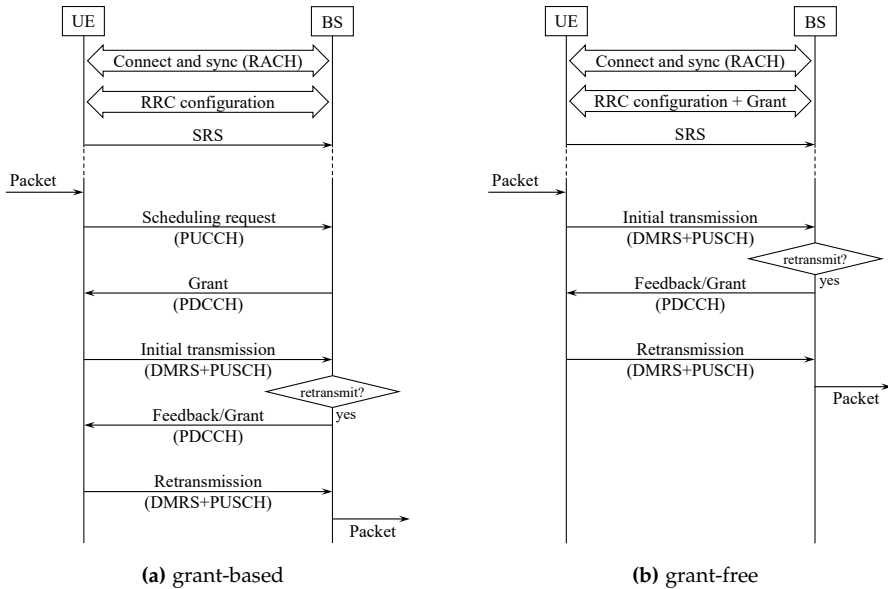 UE
BS
Connect and sync (RACH)
RRC configuration
SRS
Packet
Scheduling request
(PUCCH)
Grant
(PDCCH)
Initial transmission
(DMRS+PUSCH)
retransmit?
yes
Feedback/Grant
(PDCCH)
Retransmission
(DMRS+PUSCH)
Packet
(a) grant-based
UE
BS
Connect and sync (RACH)
RRC configuration + Grant
SRS
Packet
Initial transmission
(DMRS+PUSCH)
retransmit?
yes
Feedback/Grant
(PDCCH)
Retransmission
(DMRS+PUSCH)
Packet
(b) grant-free